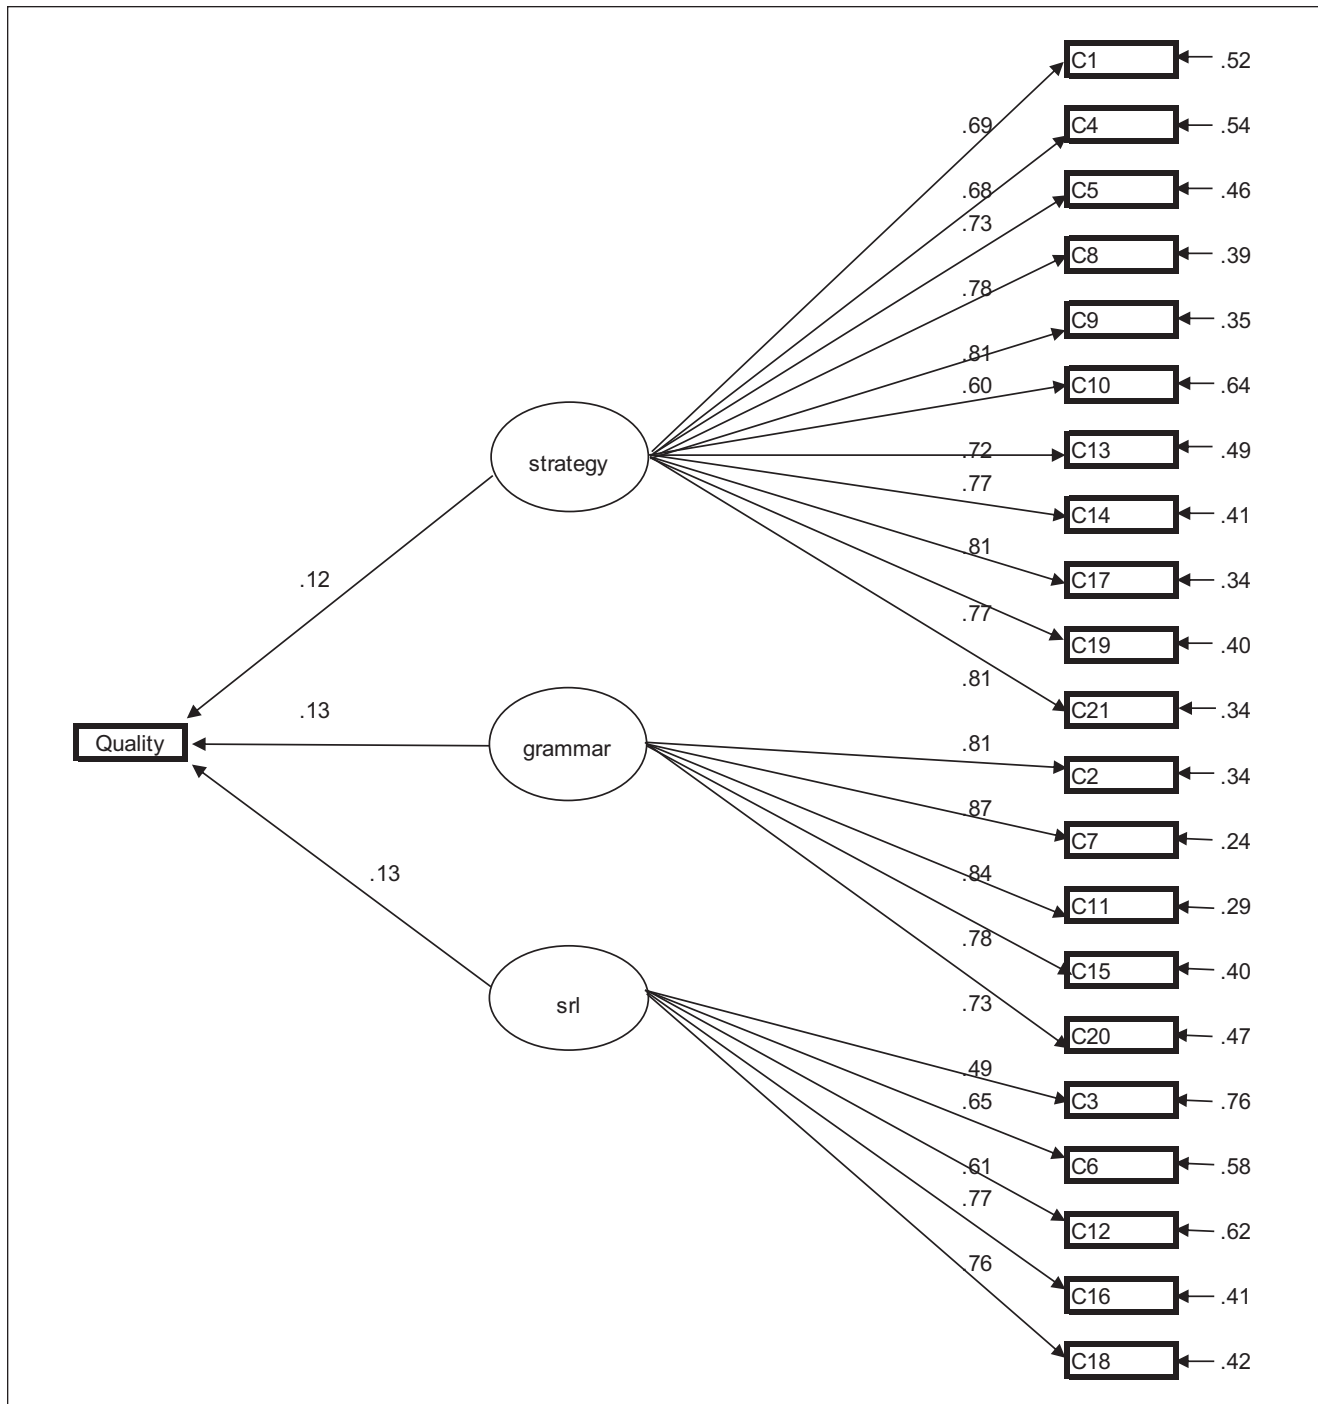 C1 .52
.69 C4 .54
.68 C5 .46
.73
C8 .39
.78
C9 .35
.81
.60 C10 .64
strategy .72 C13 .49
.77
C14 .41
.81
.12 C17 .34
.77
C19 .40
.81
.13 C21 .34
Quality grammar .81
C2 .34
.87
C7 .24
.13 .84
C11 .29
.78
C15 .40
srl .73
C20 .47
.49
C3 .76
.65
.61 C6 .58
.77
C12 .62
.76
C16 .41
C18 .42